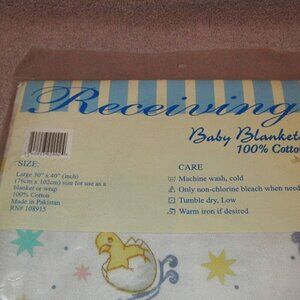 Receiving
Baby Blankets
100% Cotton
SIZE:
Large 30" x 40" (inch)
(76cm x 102cm) size for use as a
blanket or wrap
100% Cotton
Made in Pakistan
RN# 108915
CARE
Machine wash, cold
Only non-chlorine bleach when need
Tumble dry, Low
Warm iron if desired